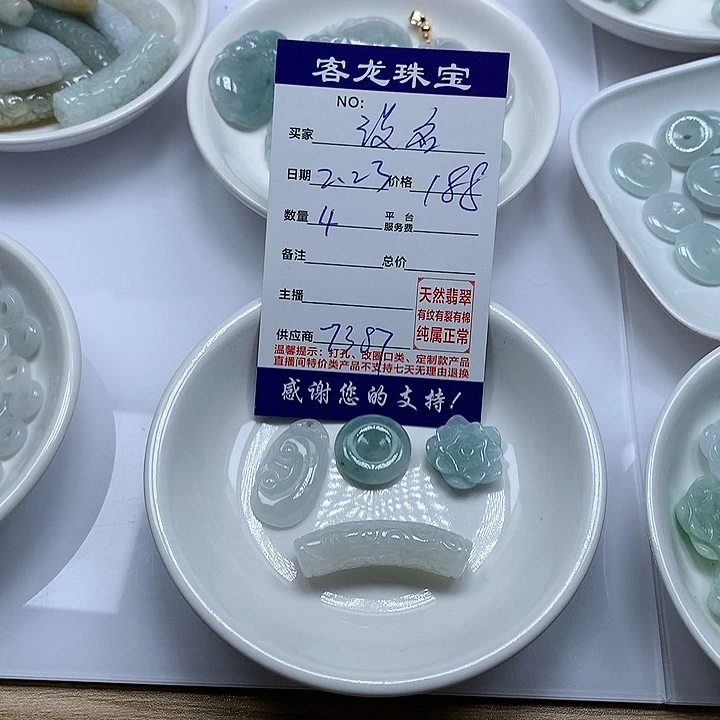 客龙珠宝
NO:
买家 没名
日期 2.23 价格 188
数量 4 平台服务费
备注 总价
主播
天然翡翠
有纹有裂有棉
纯属正常
供应商 7387
温馨提示：打孔、改圈口类、定制款产品
直播间特价类产品不支持七天无理由退换
感谢您的支持!